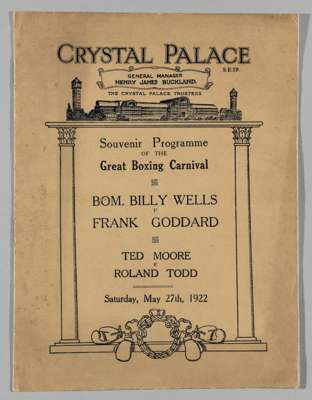 CRYSTAL PALACE
S.E.19.
GENERAL MANAGER
HENRY JAMES BUCKLAND.
THE CRYSTAL PALACE TRUSTEES
Souvenir Programme
OF THE
Great Boxing Carnival
BOM. BILLY WELLS
v
FRANK GODDARD
TED MOORE
v
ROLAND TODD
Saturday, May 27th, 1922